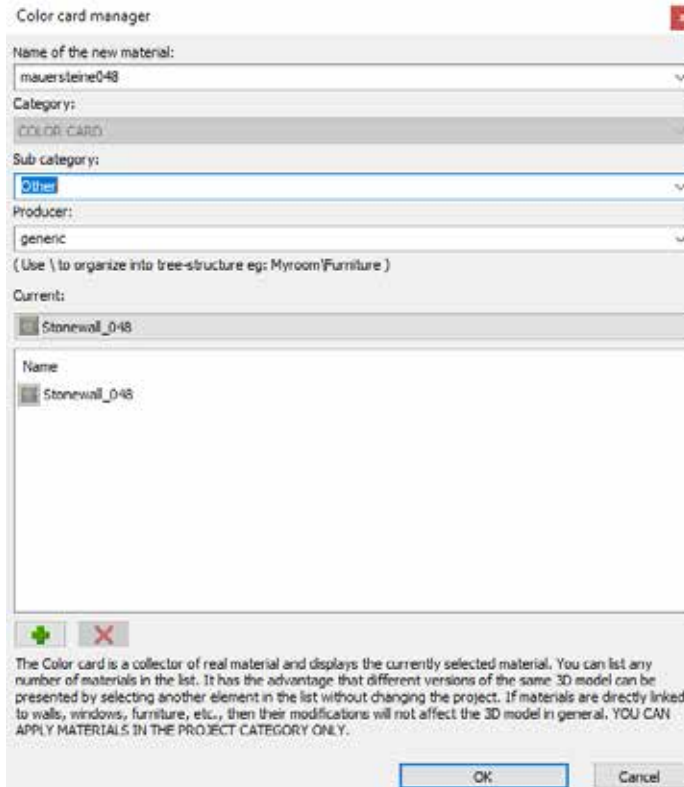 Color card manager
Name of the new material:
mauersteine048
Category:
COLOR CARD
Sub category:
Other
Producer:
generic
( Use \ to organize into tree-structure eg: Myroom\Furniture )
Current:
Stonewall_048
Name
Stonewall_048
The Color card is a collector of real material and displays the currently selected material. You can list any
number of materials in the list. It has the advantage that different versions of the same 3D model can be
presented by selecting another element in the list without changing the project. If materials are directly linked
to walls, windows, furniture, etc., then their modifications will not affect the 3D model in general. YOU CAN
APPLY MATERIALS IN THE PROJECT CATEGORY ONLY.
OK Cancel